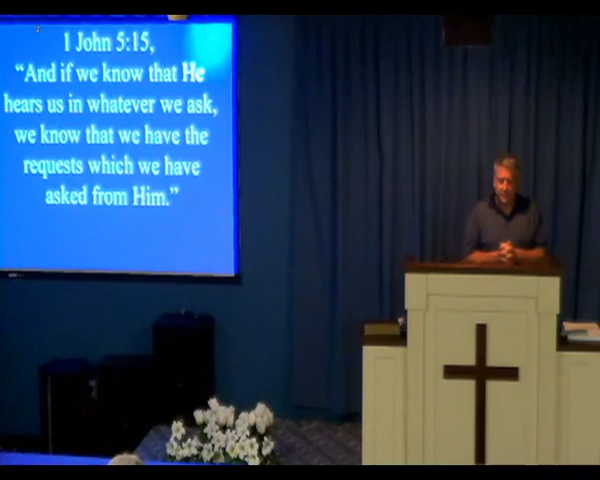 1 John 5:15,
“And if we know that He
hears us in whatever we ask,
we know that we have the
requests which we have
asked from Him.”